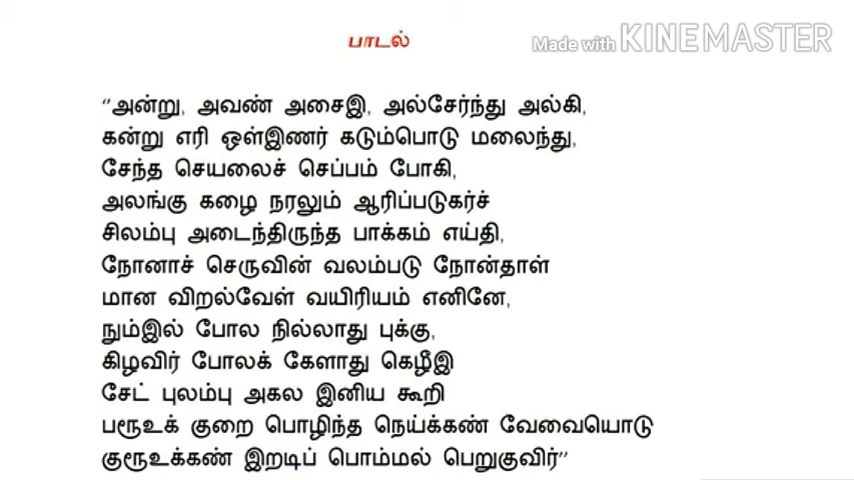 பாடல்
Made with KINEMASTER
“அன்று, அவண் அசைஇ, அல்சேர்ந்து அல்கி,
கன்று எரி ஒள்இணர் கடும்பொடு மலைந்து,
சேந்த செயலைச் செப்பம் போகி,
அலங்கு கழை நரலும் ஆரிப்படுகர்ச்
சிலம்பு அடைந்திருந்த பாக்கம் எய்தி,
நோனாச் செருவின் வலம்படு நோன்தாள்
மான விறல்வேள் வயிரியம் எனினே,
நும்இல் போல நில்லாது புக்கு,
கிழவிர் போலக் கேளாது கெழீஇ
சேட் புலம்பு அகல இனிய கூறி
பரூஉக் குறை பொழிந்த நெய்க்கண் வேவையொடு
குரூஉக்கண் இறடிப் பொம்மல் பெறுகுவிர்”